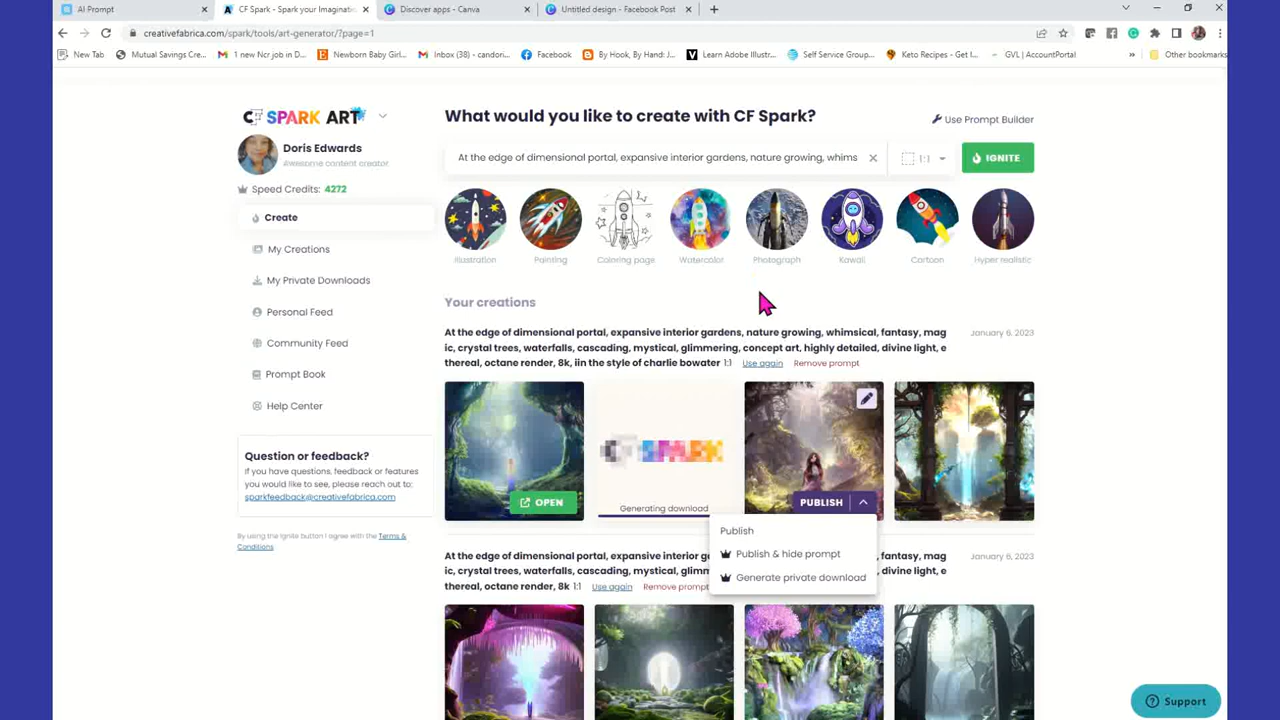 AI Prompt
CF Spark - Spark your Imaginatio
Discover apps - Canva
Untitled design - Facebook Post
creativefabrica.com/spark/tools/art-generator/?page=1
New Tab
Mutual Savings Cre...
1 new Ncr job in D...
Newborn Baby Girl...
Inbox (38) - candori...
Facebook
By Hook, By Hand: J...
Learn Adobe Illustr...
Self Service Group...
Keto Recipes - Get I...
GVL | AccountPortal
»
Other bookmarks
CF SPARK ART
What would you like to create with CF Spark?
Use Prompt Builder
Doris Edwards
Awesome content creator
At the edge of dimensional portal, expansive interior gardens, nature growing, whims
1:1
IGNITE
Speed Credits: 4272
Create
My Creations
My Private Downloads
Personal Feed
Community Feed
Prompt Book
Help Center
Illustration
Painting
Coloring page
Watercolor
Photograph
Kawaii
Cartoon
Hyper realistic
Question or feedback?
If you have questions, feedback or features
you would like to see, please reach out to:
sparkfeedback@creativefabrica.com
By using the Ignite button I agree with the Terms &
Conditions
Your creations
At the edge of dimensional portal, expansive interior gardens, nature growing, whimsical, fantasy, mag
ic, crystal trees, waterfalls, cascading, mystical, glimmering, concept art, highly detailed, divine light, e
thereal, octane render, 8k, iin the style of charlie bowater 1:1 Use again Remove prompt
January 6, 2023
OPEN
Generating download
PUBLISH
Publish
Publish & hide prompt
Generate private download
At the edge of dimensional portal, expansive interior ge
fantasy, mag
ic, crystal trees, waterfalls, cascading, mystical, glimm
divine light, e
thereal, octane render, 8k 1:1 Use again Remove prompt
January 6, 2023
Support